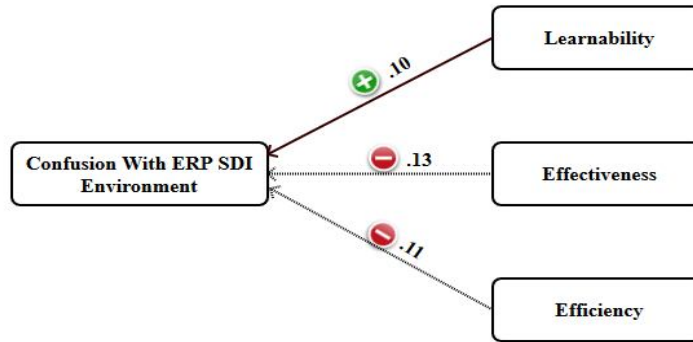 Learnability
.10
Confusion With ERP SDI
Environment
.13
Effectiveness
.11
Efficiency